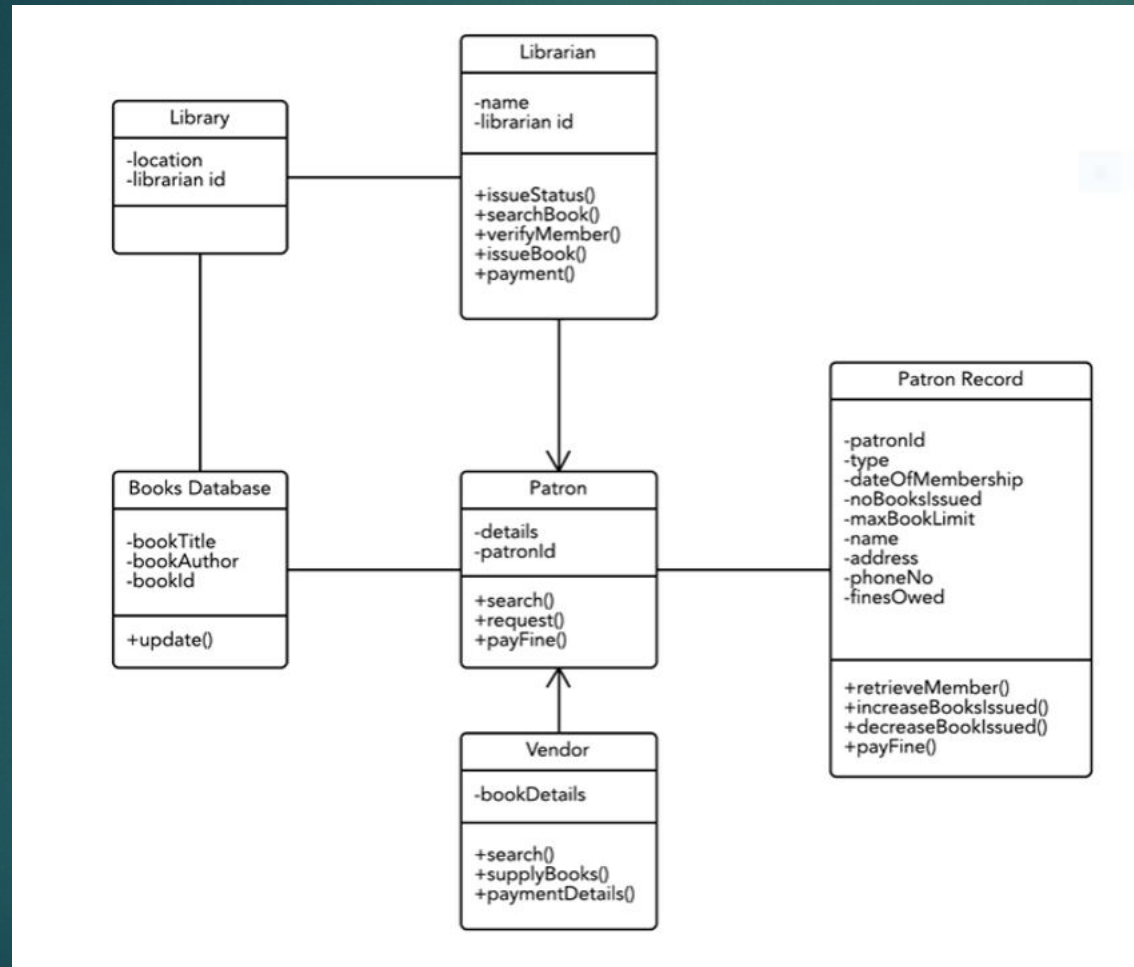 Librarian
-name
-librarian id
+issueStatus()
+searchBook()
+verifyMember()
+issueBook()
+payment()
Library
-location
-librarian id
Patron Record
-patronId
-type
-dateOfMembership
-noBooksIssued
-maxBookLimit
-name
-address
-phoneNo
-finesOwed
+retrieveMember()
+increaseBooksIssued()
+decreaseBookIssued()
+payFine()
Books Database
-bookTitle
-bookAuthor
-bookId
+update()
Patron
-details
-patronId
+search()
+request()
+payFine()
Vendor
-bookDetails
+search()
+supplyBooks()
+paymentDetails()